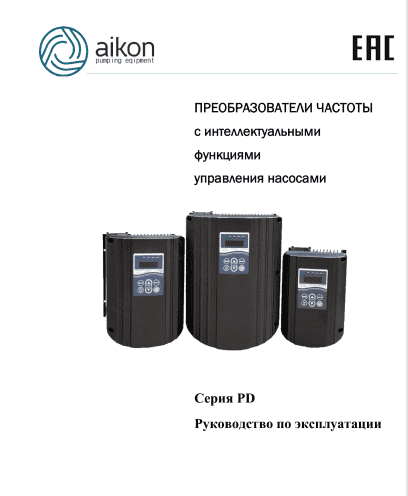 aikon
pumping equipment
EAC
ПРЕОБРАЗОВАТЕЛИ ЧАСТОТЫ
с интеллектуальными
функциями
управления насосами
Серия PD
Руководство по эксплуатации